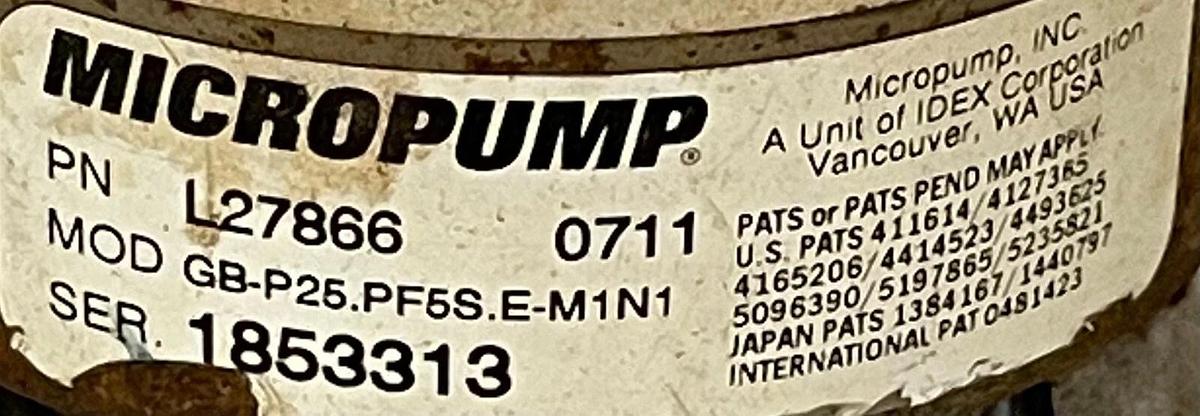 MICROPUMP®
PN L27866 0711
MOD GB-P25.PF5S.E-M1N1
SER. 1853313
Micropump, INC.
A Unit of IDEX Corporation
Vancouver, WA USA
PATS or PATS PEND MAY APPLY.
U.S. PATS 411614/4127365
4165206/4414523/4493625
5096390/5197865/5235821
JAPAN PATS 1384167/1440797
INTERNATIONAL PAT 0481423